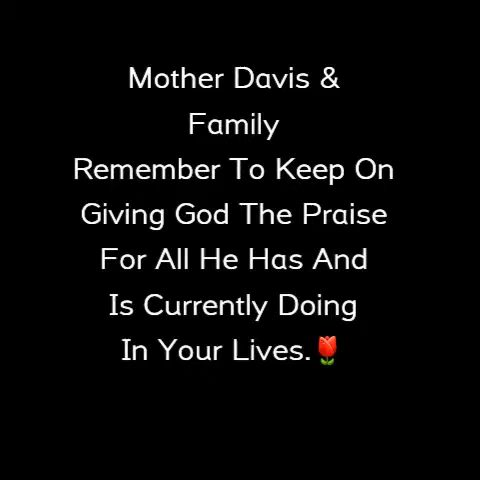 Mother Davis &
Family
Remember To Keep On
Giving God The Praise
For All He Has And
Is Currently Doing
In Your Lives.🌷